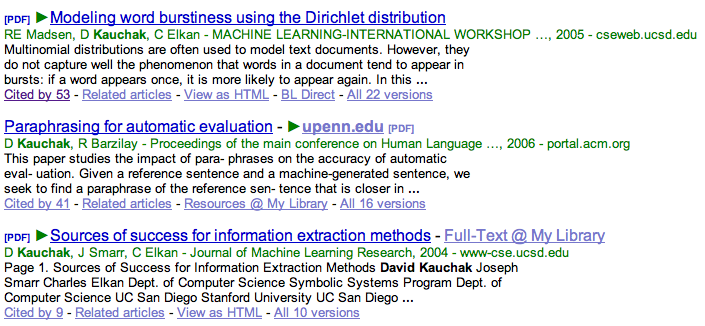 [PDF] ►Modeling word burstiness using the Dirichlet distribution
RE Madsen, D Kauchak, C Elkan - MACHINE LEARNING-INTERNATIONAL WORKSHOP …, 2005 - cseweb.ucsd.edu
Multinomial distributions are often used to model text documents. However, they
do not capture well the phenomenon that words in a document tend to appear in
bursts: if a word appears once, it is more likely to appear again. In this ...
Cited by 53 - Related articles - View as HTML - BL Direct - All 22 versions
Paraphrasing for automatic evaluation - ►upenn.edu [PDF]
D Kauchak, R Barzilay - Proceedings of the main conference on Human Language …, 2006 - portal.acm.org
This paper studies the impact of para- phrases on the accuracy of automatic
eval- uation. Given a reference sentence and a machine-generated sentence, we
seek to find a paraphrase of the reference sen- tence that is closer in ...
Cited by 41 - Related articles - Resources @ My Library - All 16 versions
[PDF] ►Sources of success for information extraction methods - Full-Text @ My Library
D Kauchak, J Smarr, C Elkan - Journal of Machine Learning Research, 2004 - www-cse.ucsd.edu
Page 1. Sources of Success for Information Extraction Methods David Kauchak Joseph
Smarr Charles Elkan Dept. of Computer Science Symbolic Systems Program Dept. of
Computer Science UC San Diego Stanford University UC San Diego ...
Cited by 9 - Related articles - View as HTML - All 10 versions